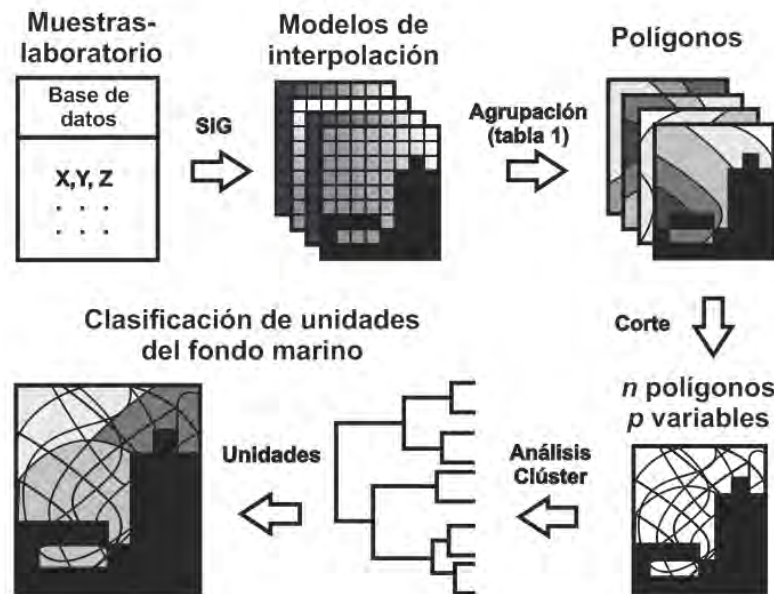 Muestras-
laboratorio
Base de
datos
X,Y, Z
. . .
. . .
SIG
Modelos de
interpolación
Agrupación
(tabla 1)
Polígonos
Corte
n polígonos
p variables
Análisis
Clúster
Unidades
Clasificación de unidades
del fondo marino